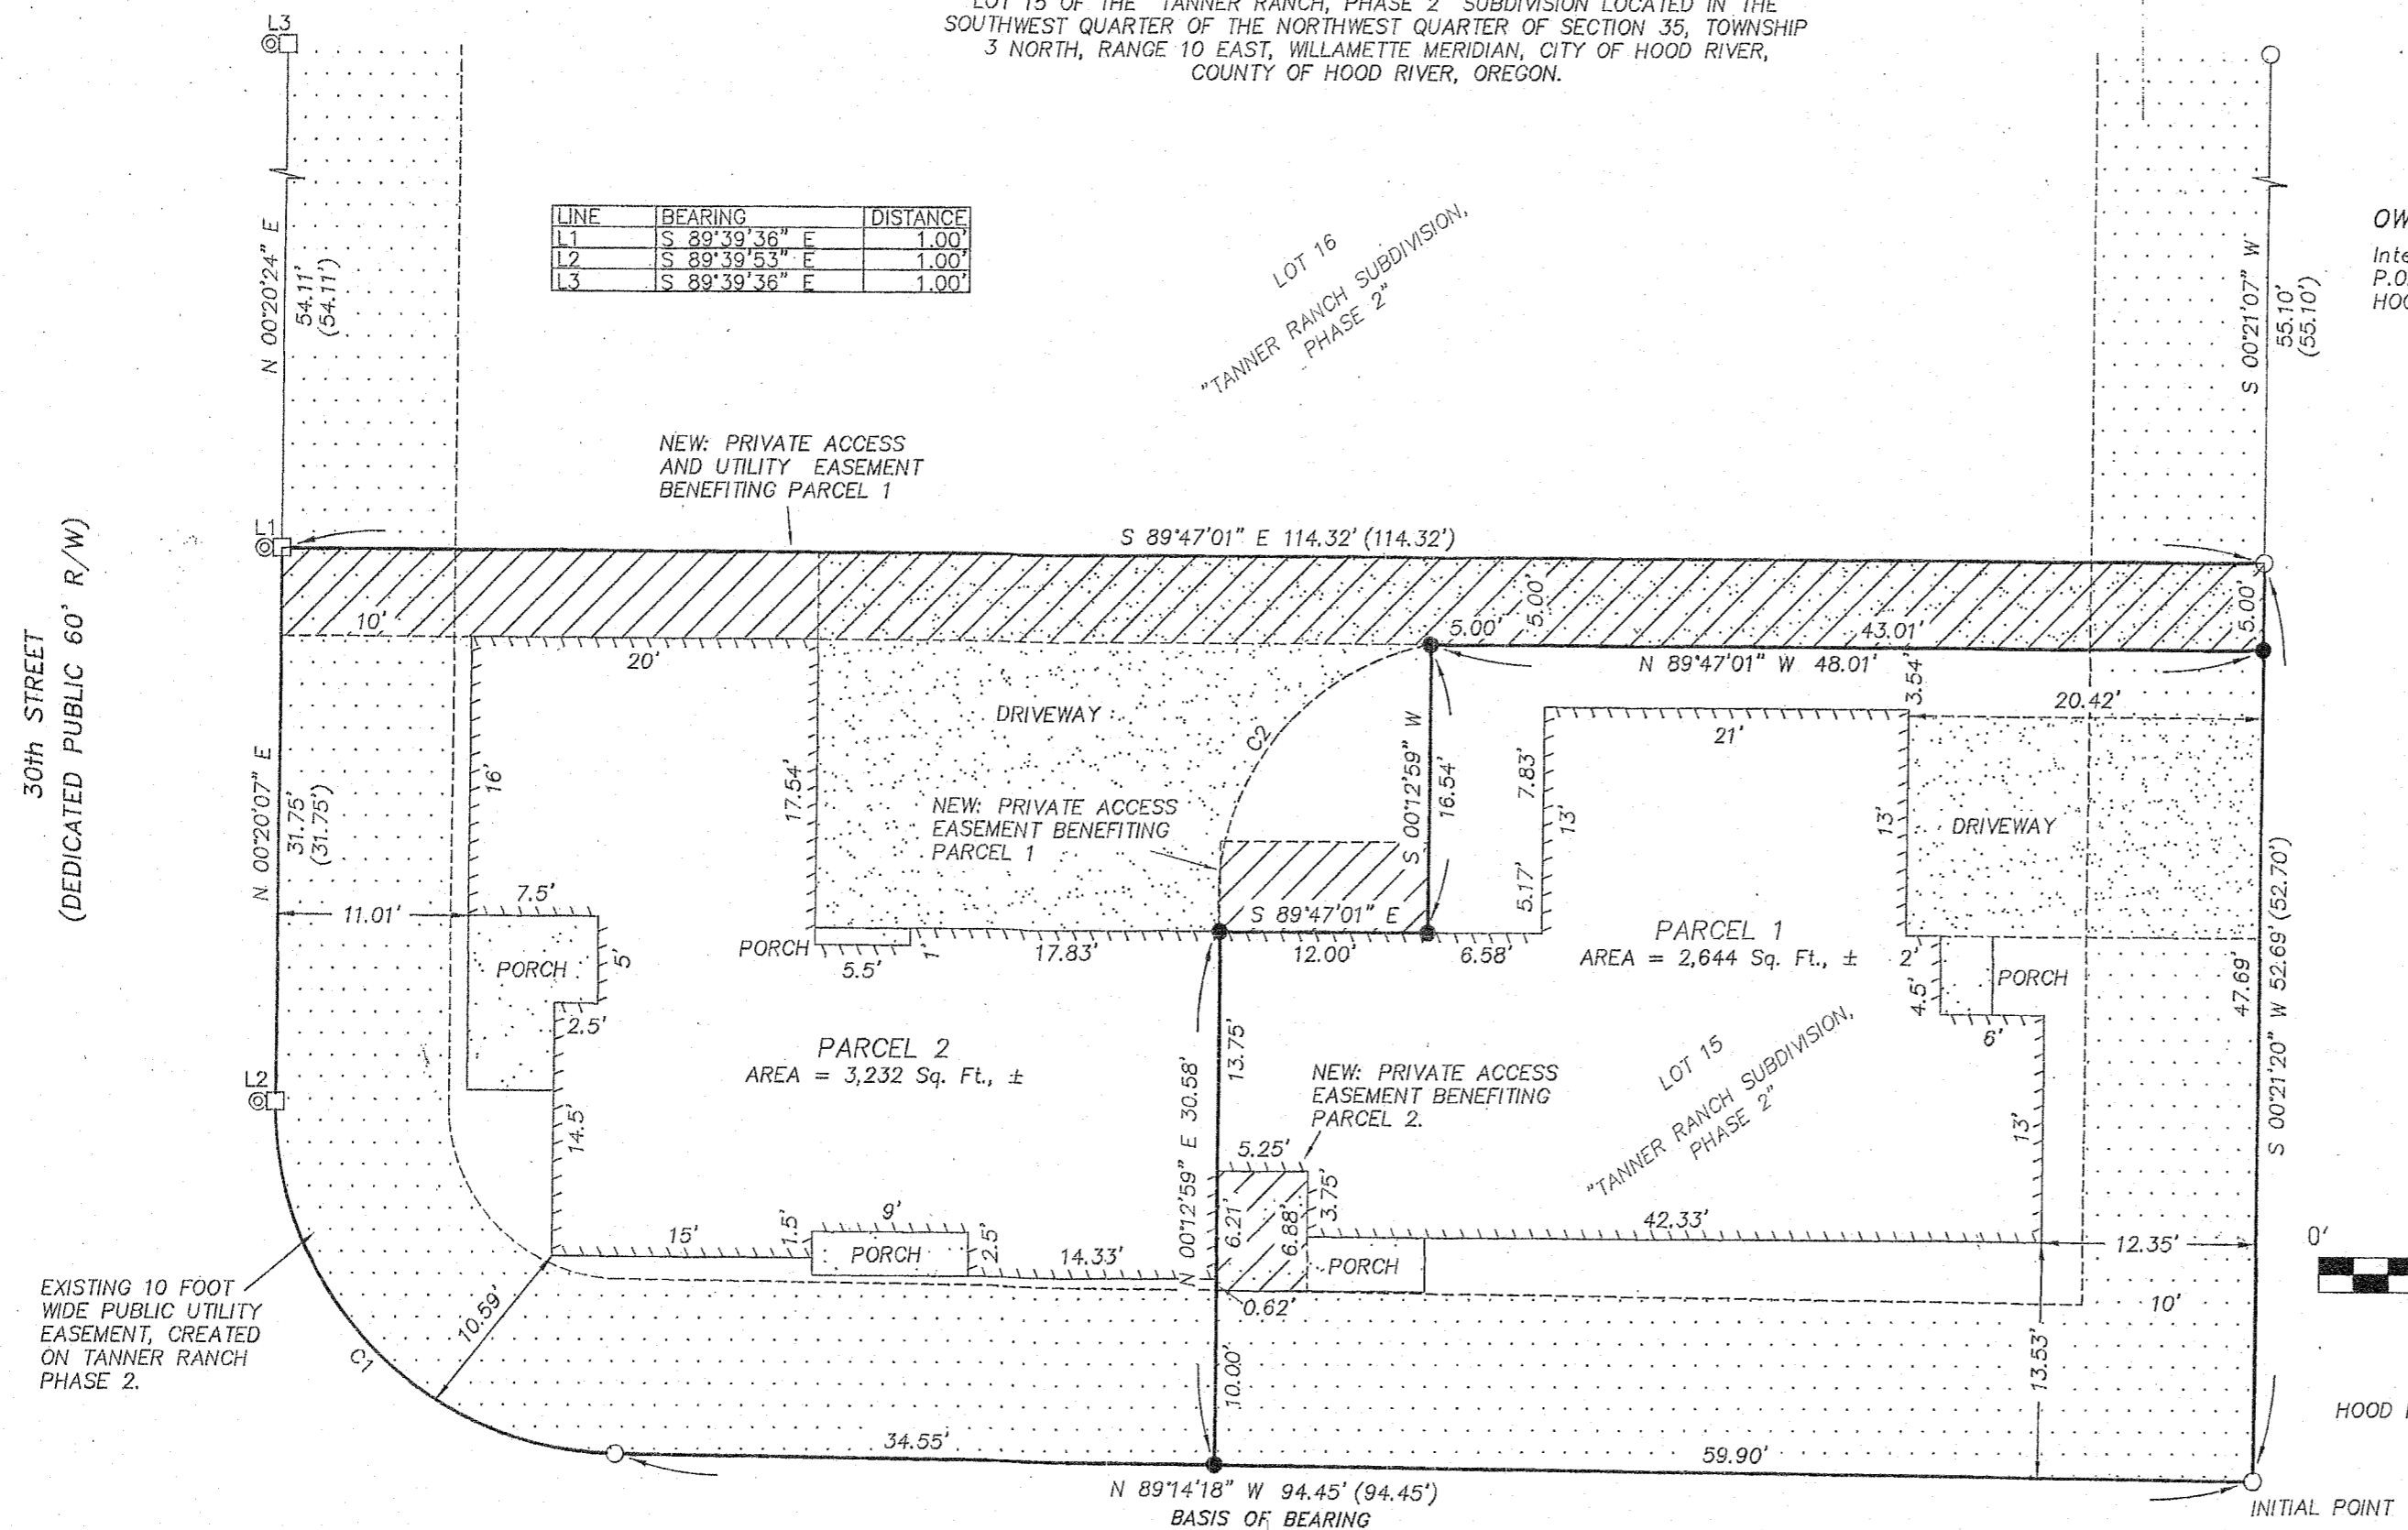 LOT 15 OF THE "TANNER RANCH, PHASE 2" SUBDIVISION LOCATED IN THE
SOUTHWEST QUARTER OF THE NORTHWEST QUARTER OF SECTION 35, TOWNSHIP
3 NORTH, RANGE 10 EAST, WILLAMETTE MERIDIAN, CITY OF HOOD RIVER,
COUNTY OF HOOD RIVER, OREGON.
L3
N 00°20'24" E
54.11'
(54.11')
LINE BEARING DISTANCE
L1 S 89°39'36" E 1.00'
L2 S 89°39'53" E 1.00'
L3 S 89°39'36" E 1.00'
LOT 16
"TANNER RANCH SUBDIVISION,
PHASE 2"
S 00°21'07" W
55.10'
(55.10')
OW
Inte
P.O.
HOO
NEW: PRIVATE ACCESS
AND UTILITY EASEMENT
BENEFITING PARCEL 1
L1
S 89°47'01" E 114.32' (114.32')
30th STREET
(DEDICATED PUBLIC 60' R/W)
10'
5.00'
5.00'
43.01'
5.00'
20'
N 89°47'01" W 48.01'
3.54'
20.42'
DRIVEWAY
C2
21'
N 00°20'07" E
31.75'
(31.75')
16'
17.54'
S 00°12'59" W
16.54'
7.83'
13'
5.17'
13'
DRIVEWAY
NEW: PRIVATE ACCESS
EASEMENT BENEFITING
PARCEL 1
7.5'
11.01'
S 89°47'01" E
PORCH
5.5'
1'
17.83'
12.00'
6.58'
PARCEL 1
AREA = 2,644 Sq. Ft., ±
2'
PORCH
4.5'
6'
47.69'
S 00°21'20" W 52.69' (52.70')
PORCH
5'
2.5'
PARCEL 2
AREA = 3,232 Sq. Ft., ±
L2
14.5'
N 00°12'59" E 30.58'
13.75'
NEW: PRIVATE ACCESS
EASEMENT BENEFITING
PARCEL 2.
LOT 15
"TANNER RANCH SUBDIVISION,
PHASE 2"
13'
5.25'
3.75'
6.21'
6.88'
42.33'
12.35'
0'
15'
1.5'
9'
PORCH
2.5'
14.33'
PORCH
0.62'
10'
EXISTING 10 FOOT
WIDE PUBLIC UTILITY
EASEMENT, CREATED
ON TANNER RANCH
PHASE 2.
10.59'
C1
10.00'
13.53'
HOOD
34.55'
59.90'
N 89°14'18" W 94.45' (94.45')
BASIS OF BEARING
INITIAL POINT